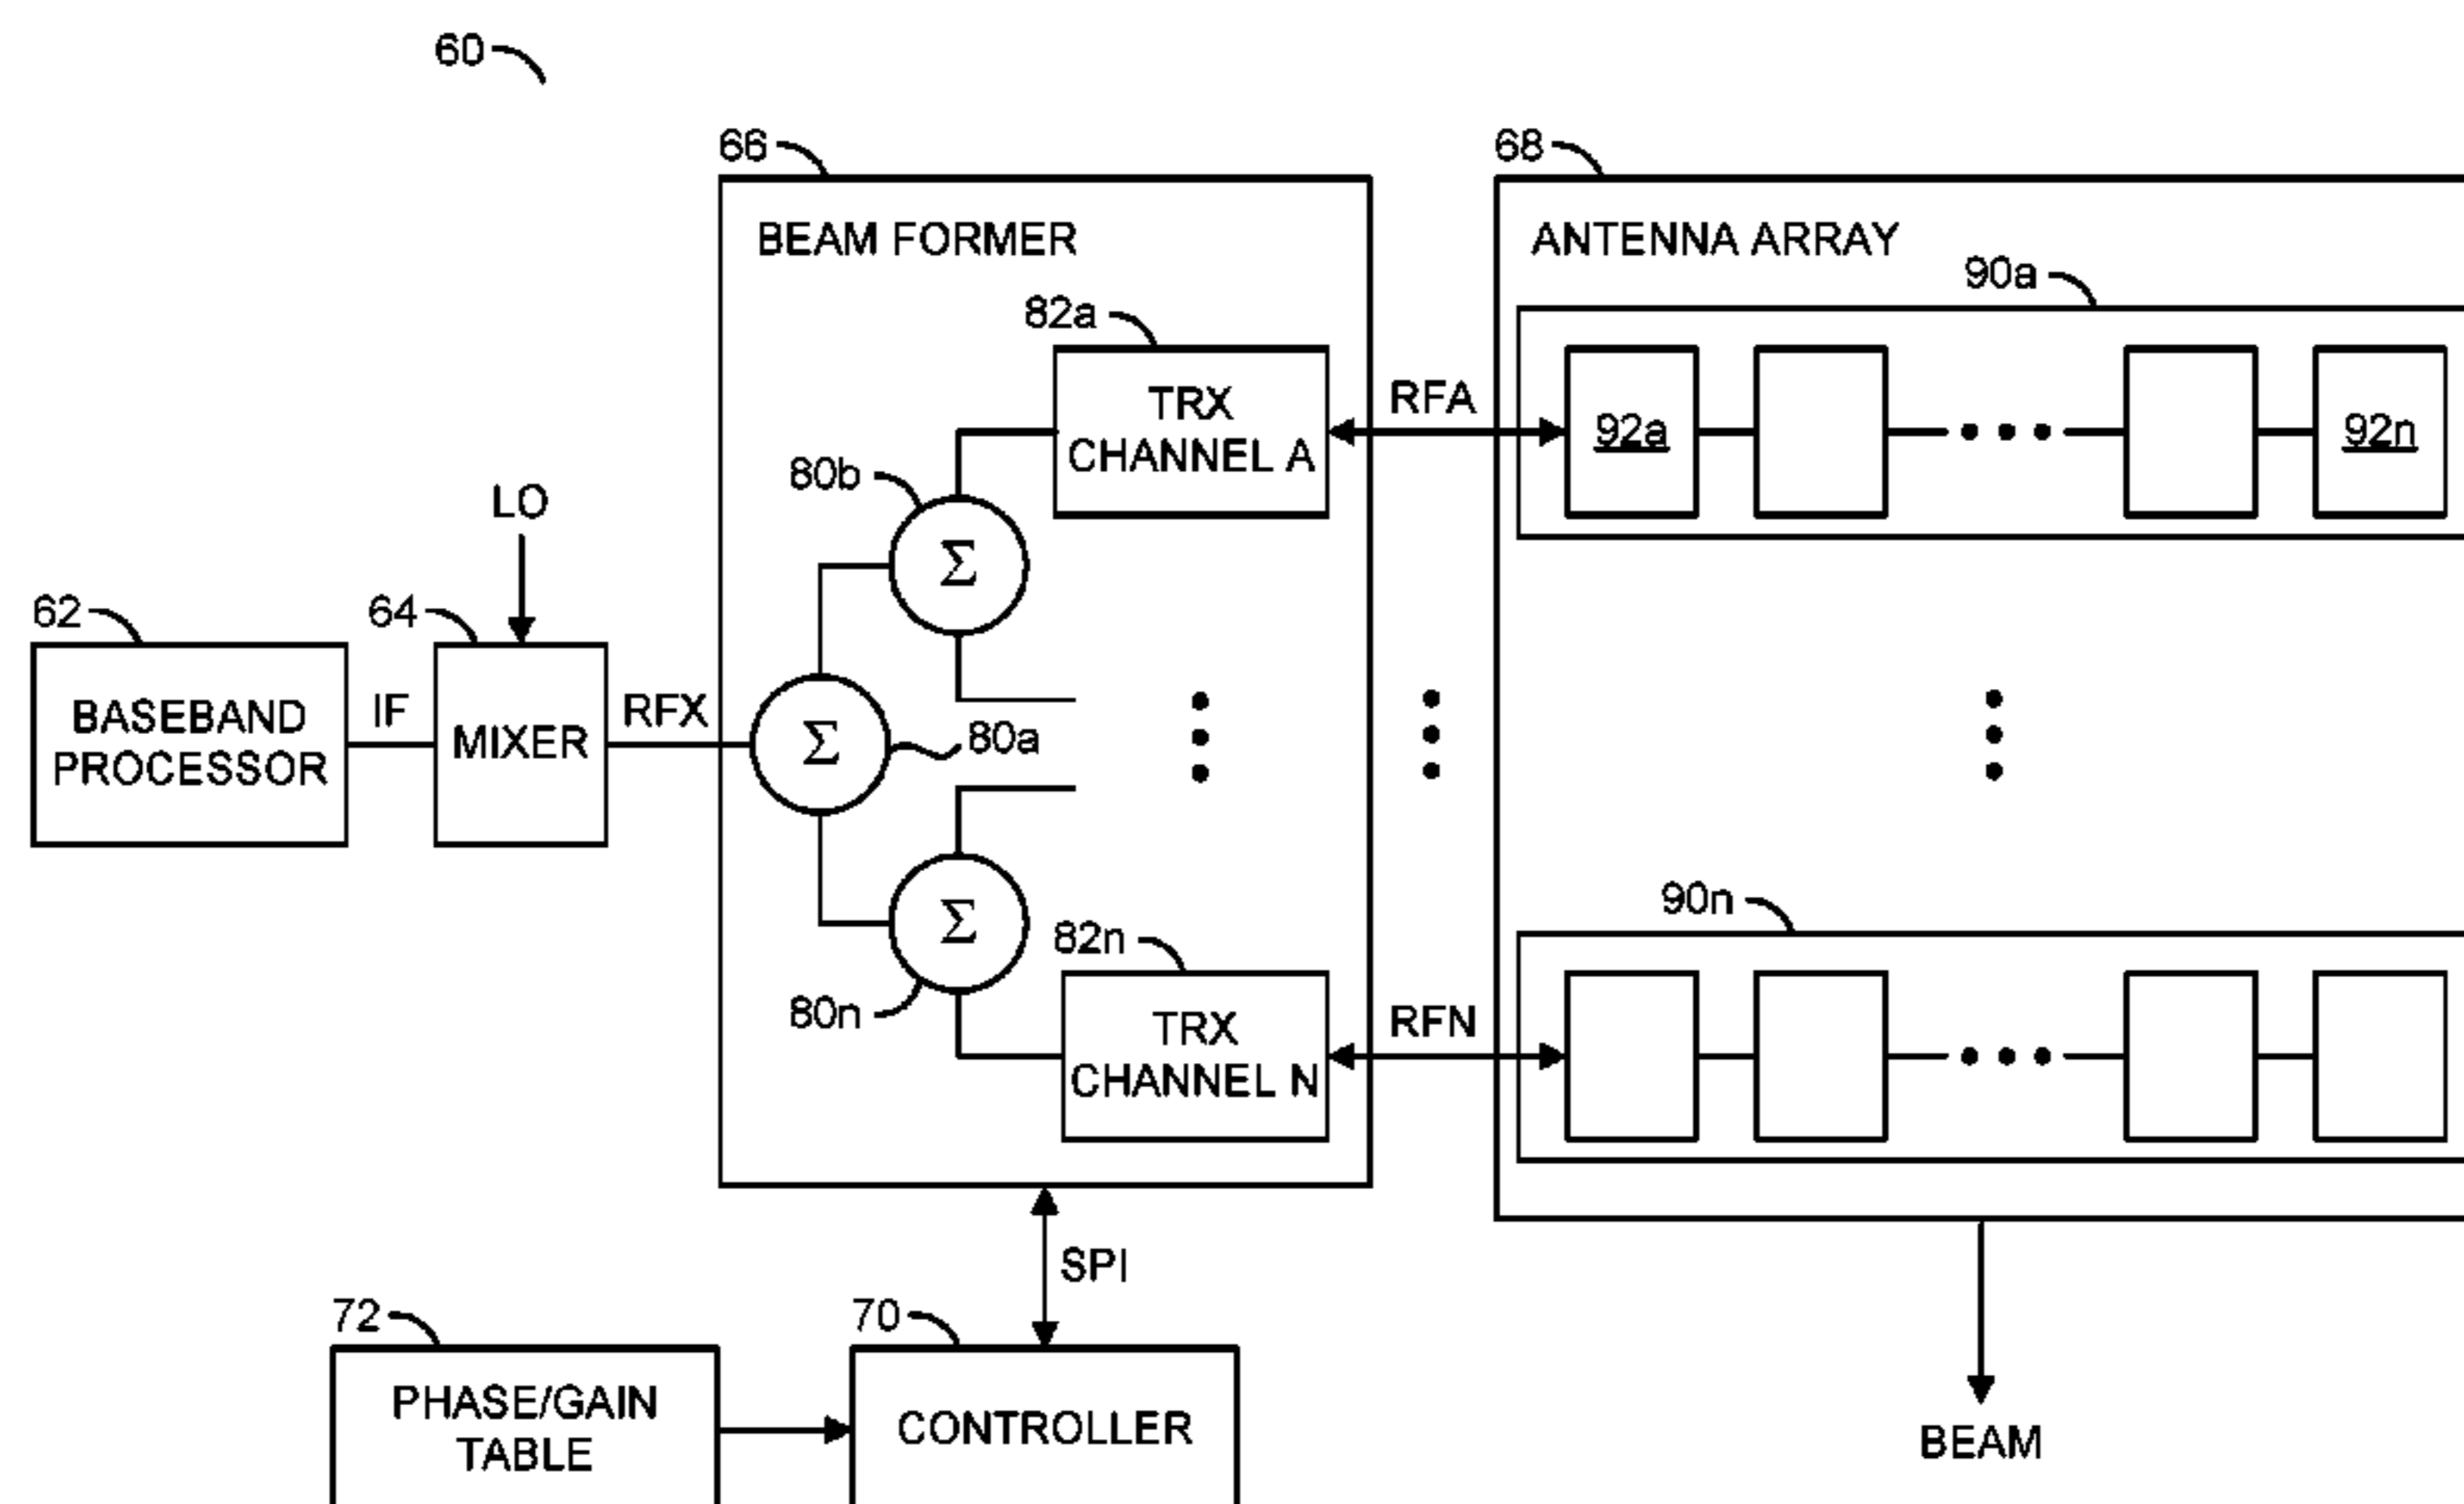 60
66
68
BEAM FORMER
ANTENNA ARRAY
90a
82a
TRX
CHANNEL A
RFA
92a
92n
80b
Σ
LO
62
64
BASEBAND
PROCESSOR
IF
MIXER
RFX
Σ
80a
90n
Σ
82n
80n
TRX
CHANNEL N
RFN
SPI
72
70
PHASE/GAIN
TABLE
CONTROLLER
BEAM